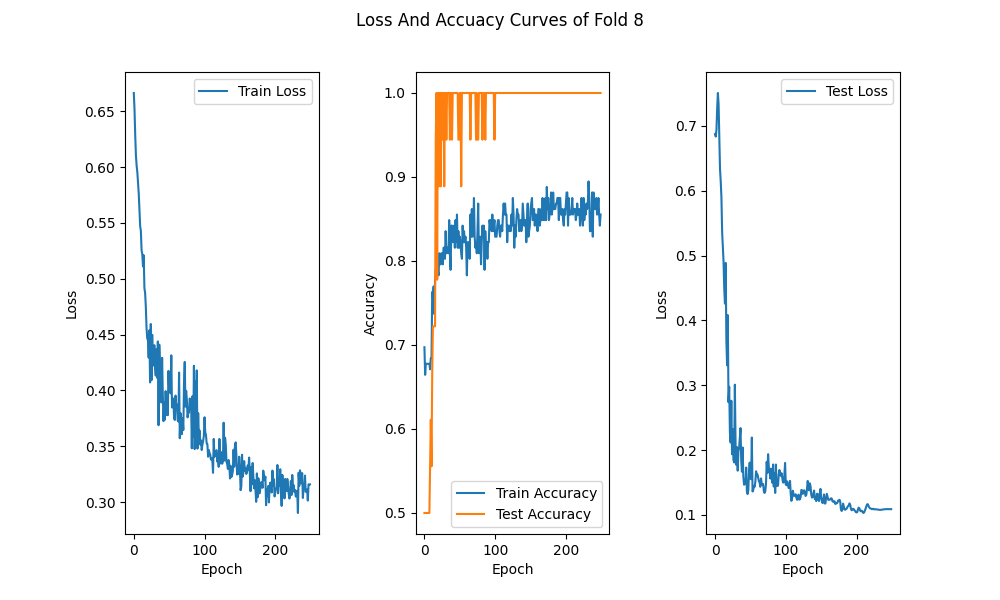 Loss And Accuacy Curves of Fold 8
Train Loss
0.65
0.60
0.55
0.50
0.45
0.40
0.35
0.30
Loss
0
100
200
Epoch
1.0
0.9
0.8
0.7
0.6
0.5
Accuracy
Train Accuracy
Test Accuracy
0
100
200
Epoch
Test Loss
0.7
0.6
0.5
0.4
0.3
0.2
0.1
Loss
0
100
200
Epoch